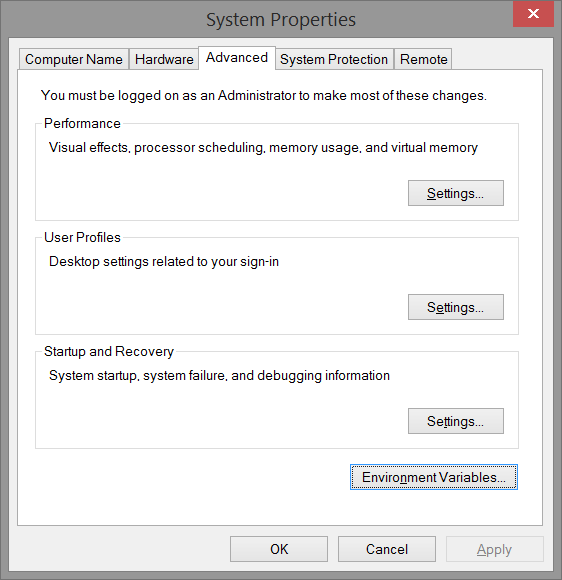 System Properties
Computer Name Hardware Advanced System Protection Remote
You must be logged on as an Administrator to make most of these changes.
Performance
Visual effects, processor scheduling, memory usage, and virtual memory
Settings...
User Profiles
Desktop settings related to your sign-in
Settings...
Startup and Recovery
System startup, system failure, and debugging information
Settings...
Environment Variables...
OK Cancel Apply